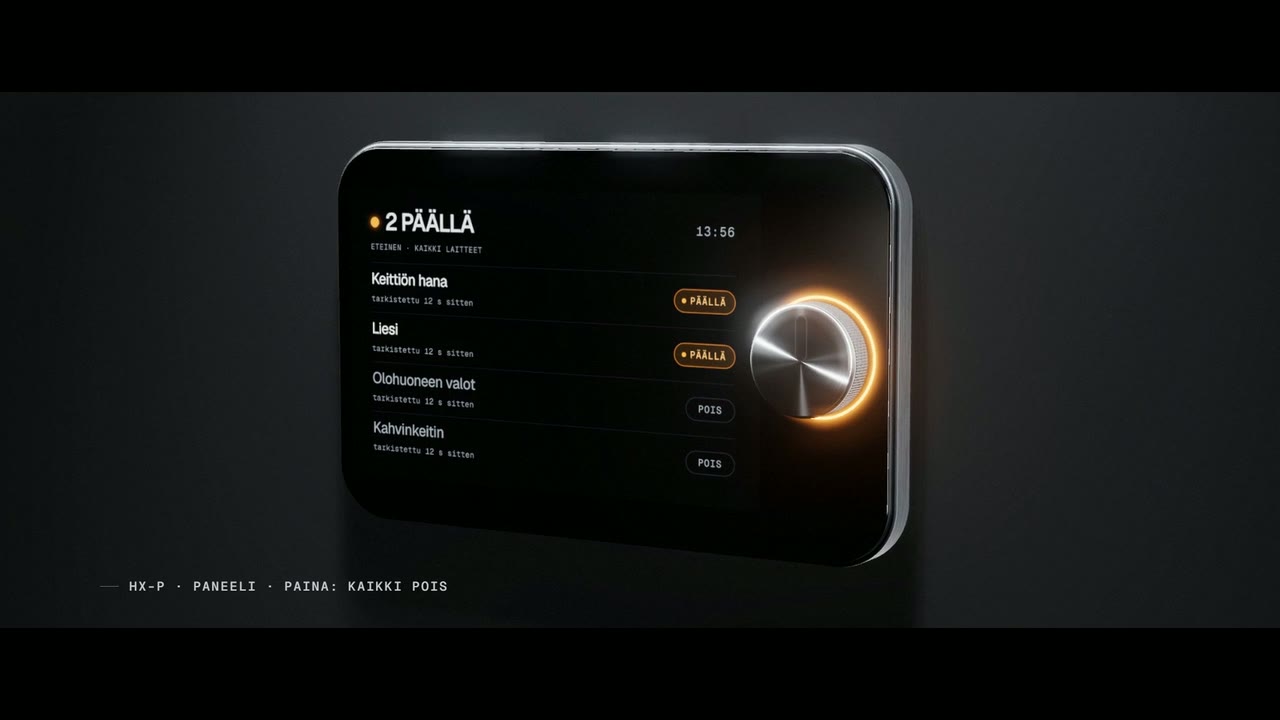 2 PÄÄLLÄ
13:56
ETEINEN · KAIKKI LAITTEET
Keittiön hana
tarkistettu 12 s sitten
PÄÄLLÄ
Liesi
tarkistettu 12 s sitten
PÄÄLLÄ
Olohuoneen valot
tarkistettu 12 s sitten
POIS
Kahvinkeitin
tarkistettu 12 s sitten
POIS
HX-P · PANEELI · PAINA: KAIKKI POIS